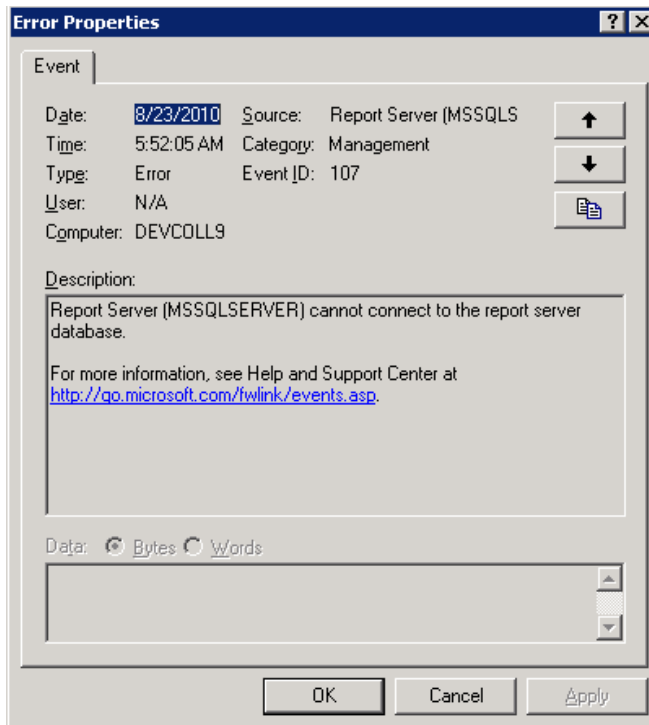 Error Properties
Event
Date: 8/23/2010 Source: Report Server (MSSQLS
Time: 5:52:05 AM Category: Management
Type: Error Event ID: 107
User: N/A
Computer: DEVCOLL9
Description:
Report Server (MSSQLSERVER) cannot connect to the report server
database.
For more information, see Help and Support Center at
http://go.microsoft.com/fwlink/events.asp.
Data: Bytes Words
OK Cancel Apply